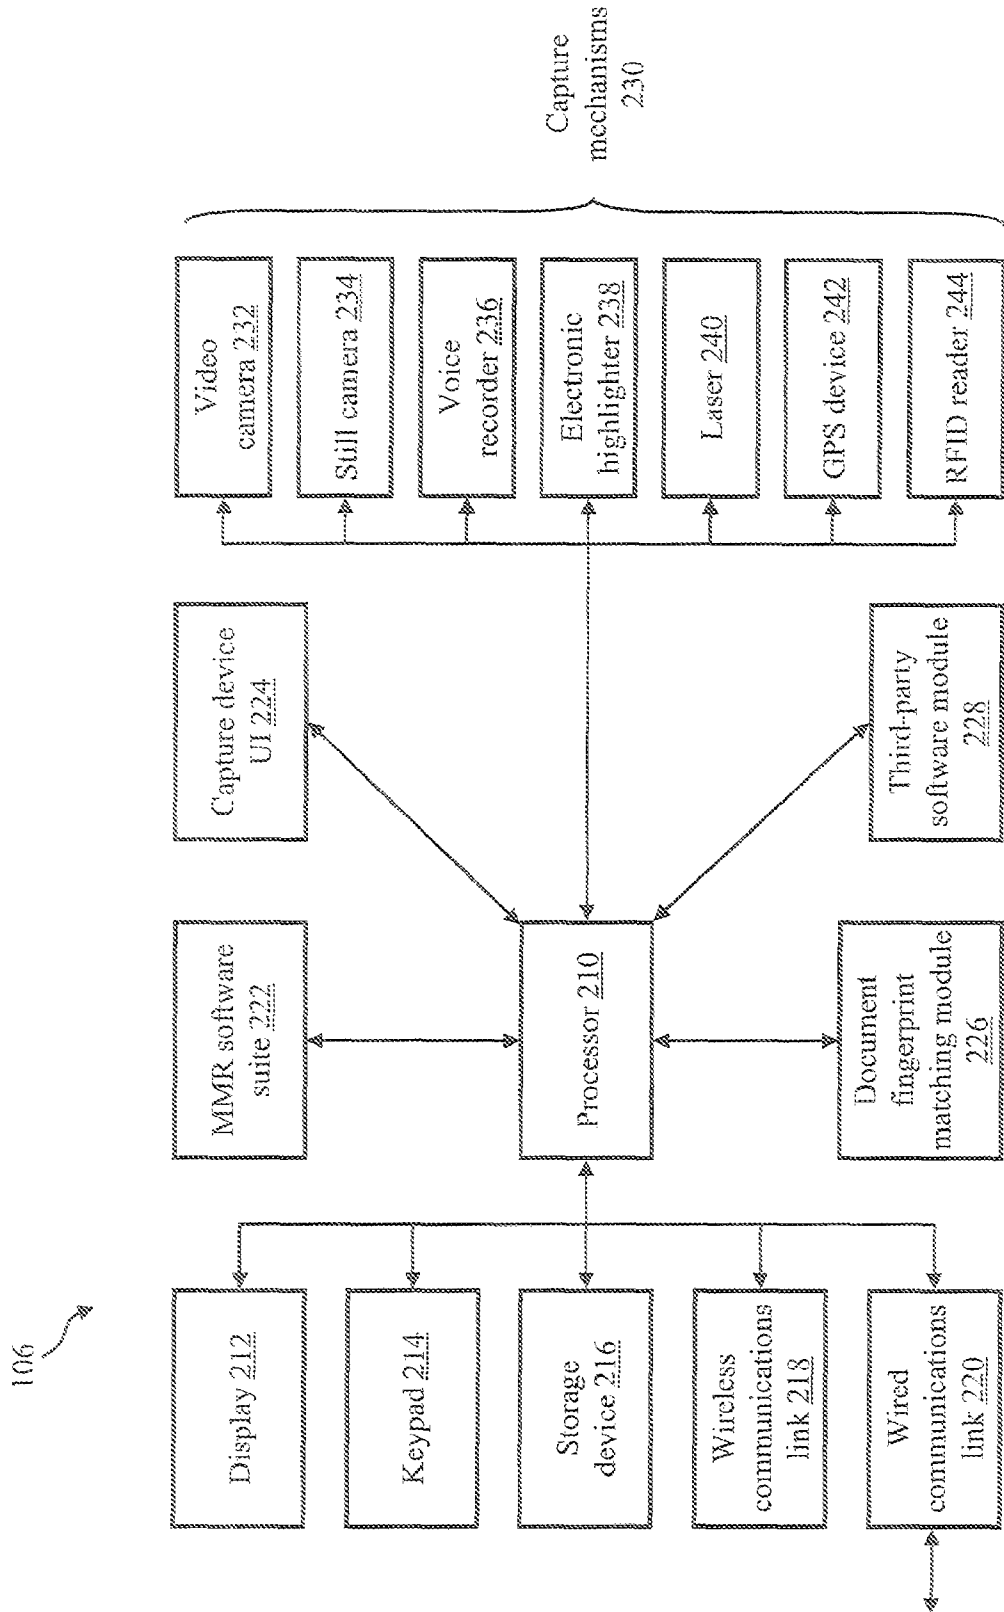 106
Display 212
Keypad 214
Storage
device 216
Wireless
communications
link 218
Wired
communications
link 220
MMR software
suite 222
Processor 210
Document
fingerprint
matching module
226
Capture device
UI 224
Third-party
software module
228
Video
camera 232
Still camera 234
Voice
recorder 236
Electronic
highlighter 238
Laser 240
GPS device 242
RFID reader 244
Capture
mechanisms
230